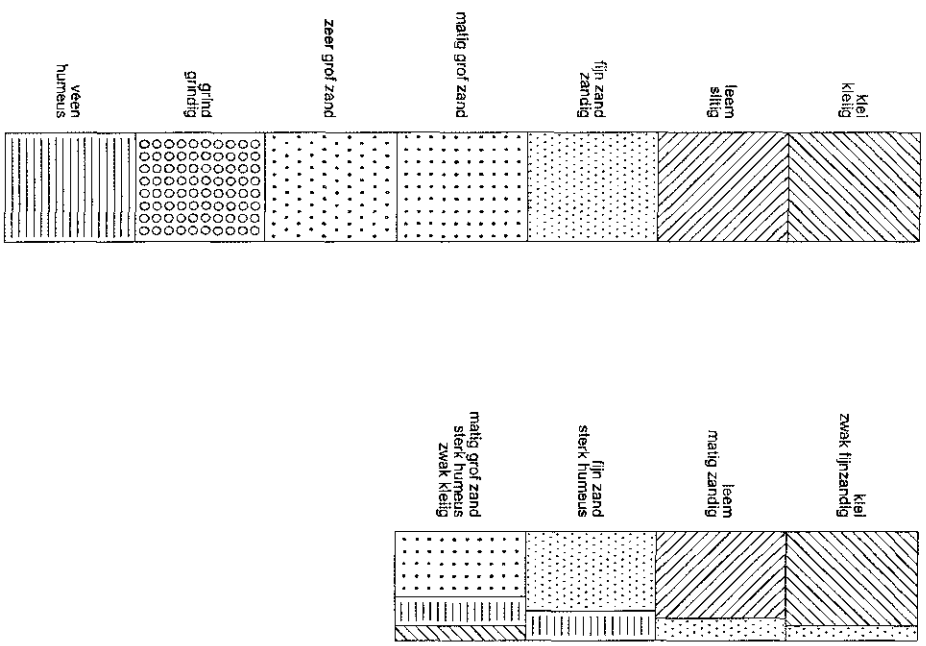 klei
kleiig
leem
siltig
fijn zand
zandig
matig grof zand
zeer grof zand
grind
grindig
veen
humeus
klei
zwak fijnzandig
leem
matig zandig
fijn zand
sterk humeus
matig grof zand
sterk humeus
zwak kleiig